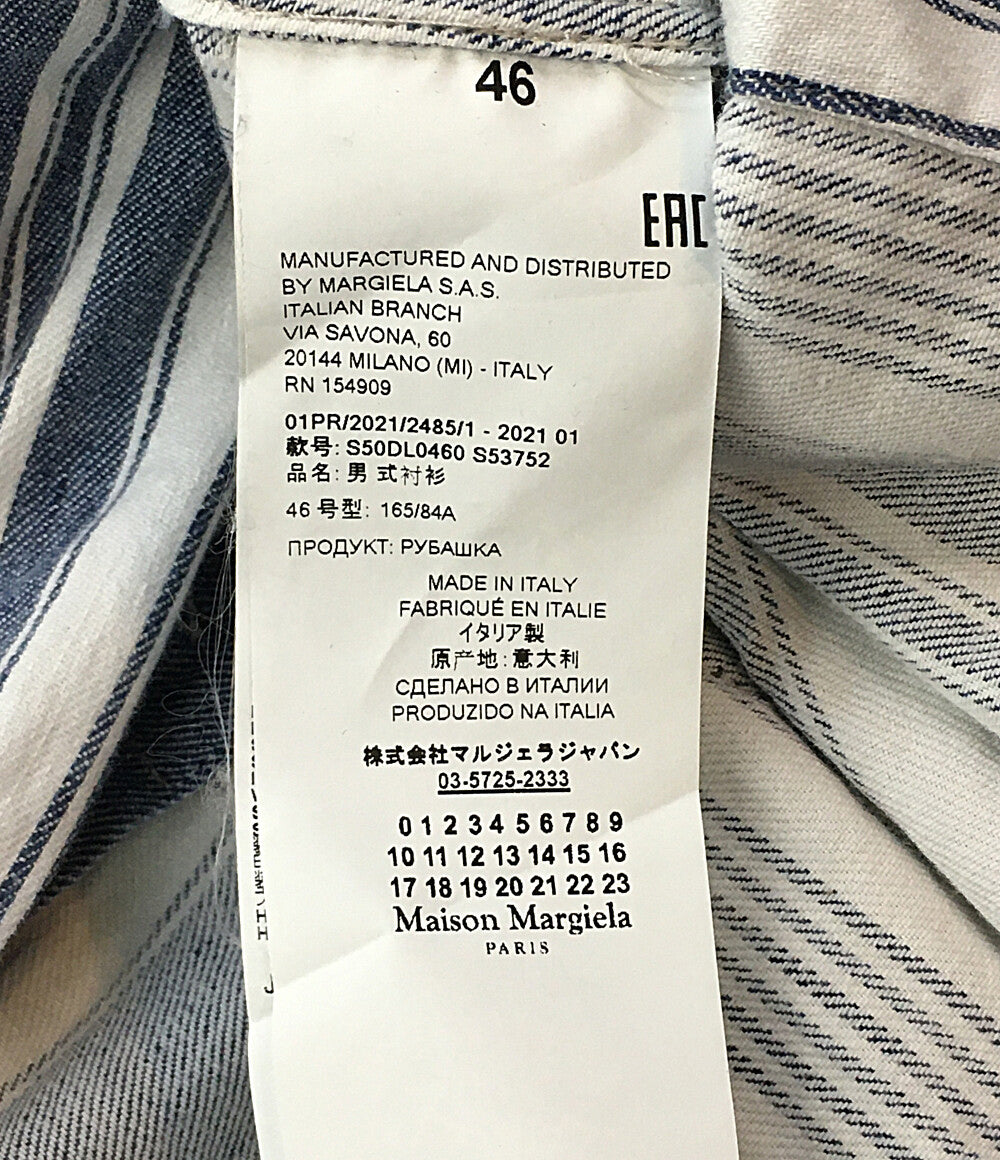 46
EAC
MANUFACTURED AND DISTRIBUTED
BY MARGIELA S.A.S.
ITALIAN BRANCH
VIA SAVONA, 60
20144 MILANO (MI) - ITALY
RN 154909
01PR/2021/2485/1 - 2021 01
款号: S50DL0460 S53752
品名: 男 式衬衫
46 号型: 165/84A
ПРОДУКТ: РУБАШКА
MADE IN ITALY
FABRIQUÉ EN ITALIE
イタリア製
原产地:意大利
СДЕЛАНО В ИТАЛИИ
PRODUZIDO NA ITALIA
株式会社マルジェラジャパン
03-5725-2333
0 1 2 3 4 5 6 7 8 9
10 11 12 13 14 15 16
17 18 19 20 21 22 23
Maison Margiela
PARIS